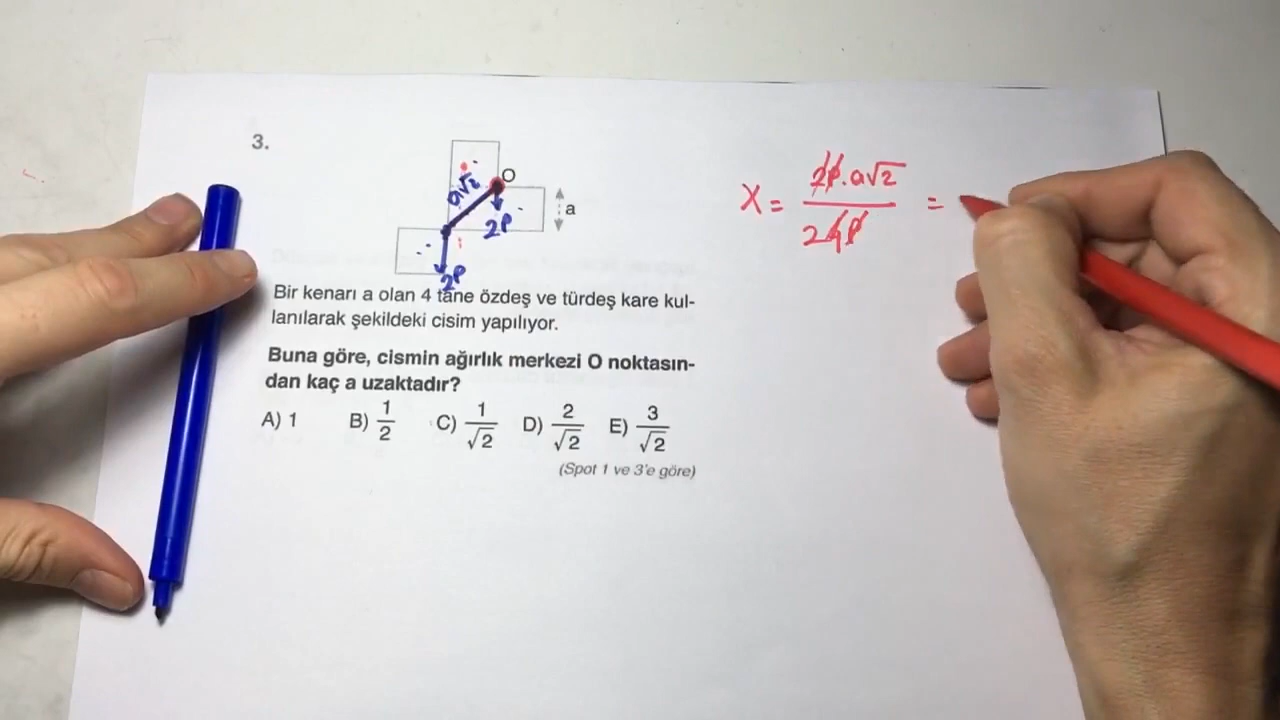 3.
O
a√2
2P
a
2P
Bir kenarı a olan 4 tane özdeş ve türdeş kare kul-
lanılarak şekildeki cisim yapılıyor.
Buna göre, cismin ağırlık merkezi O noktasın-
dan kaç a uzaktadır?
A) 1 B) 1/2 C) 1/√2 D) 2/√2 E) 3/√2
(Spot 1 ve 3'e göre)
X = 2P.a√2 / 2 4P =